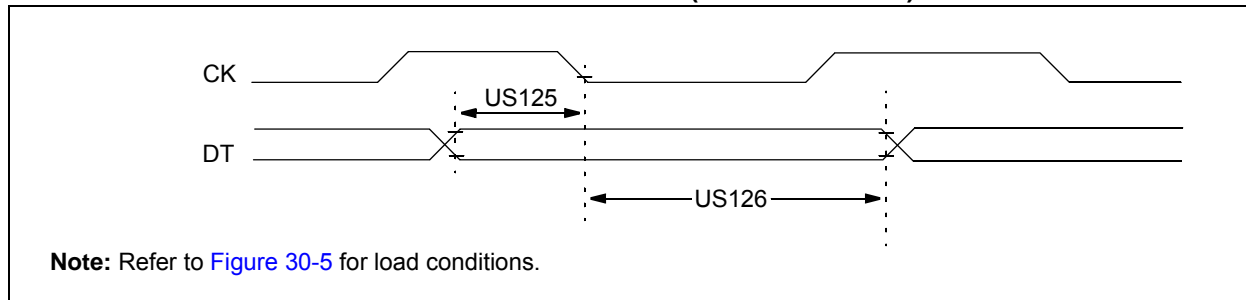 CK
US125
DT
US126
Note: Refer to Figure 30-5 for load conditions.